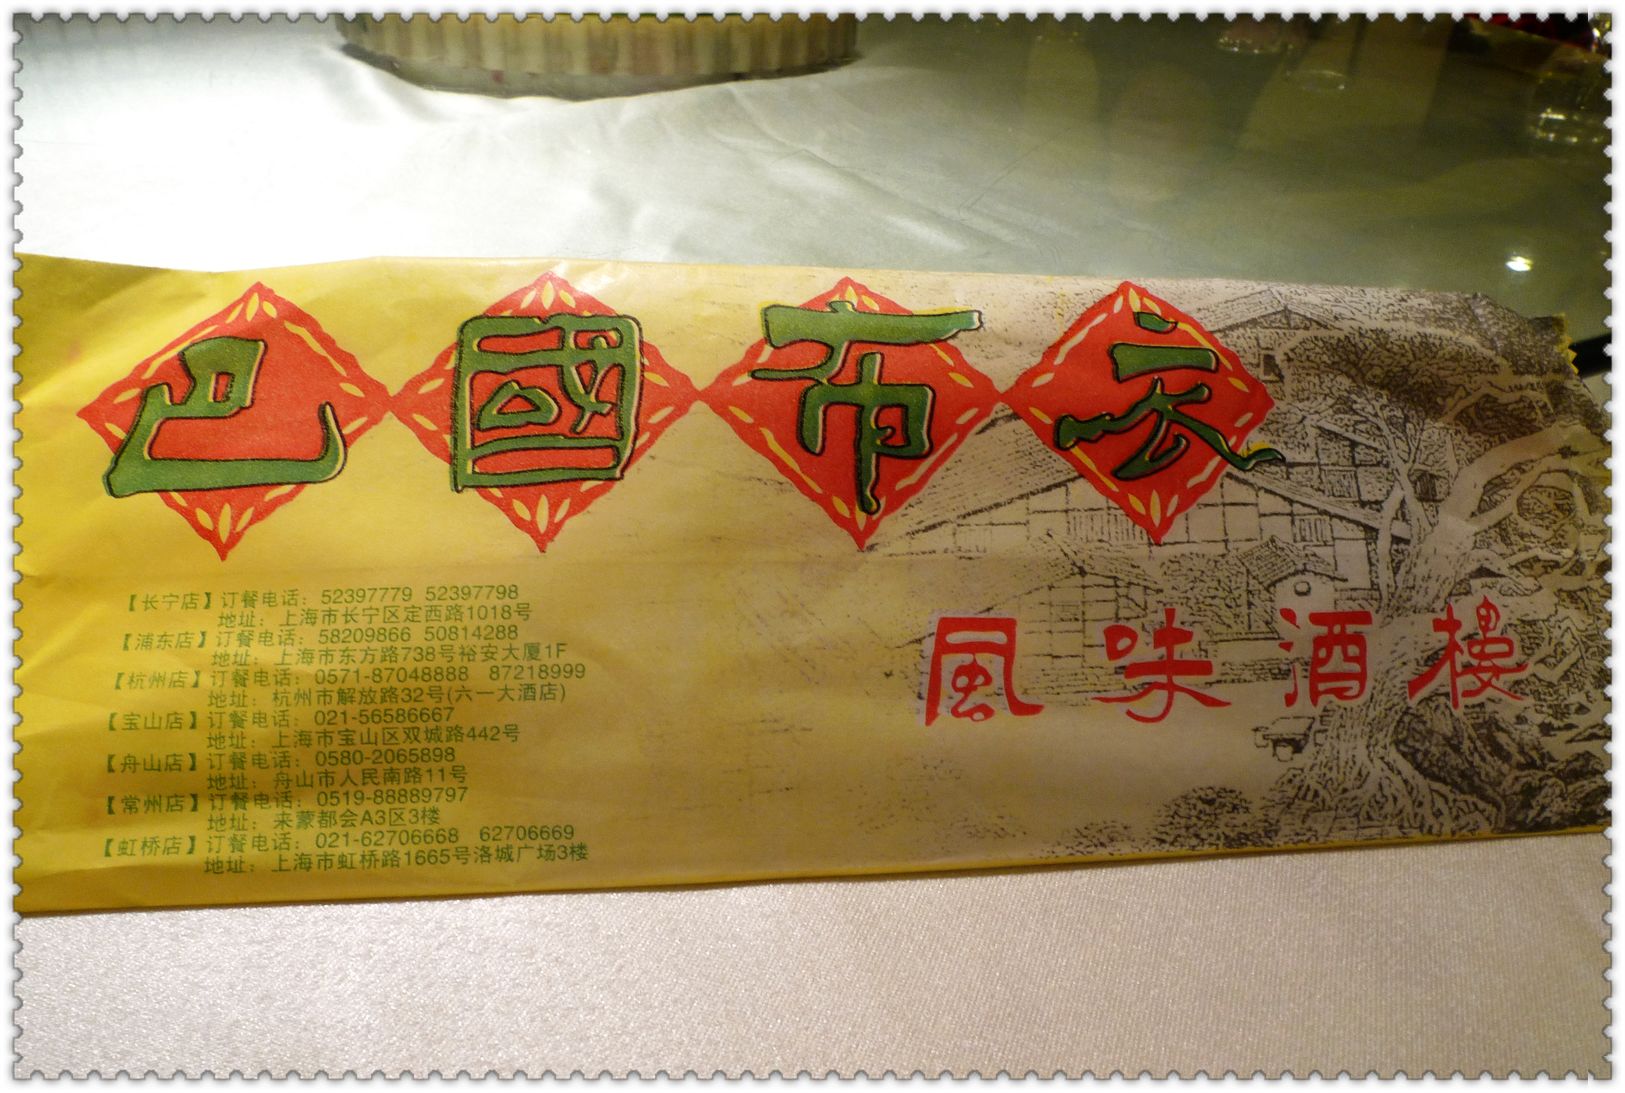 巴國布衣
風味酒樓
【长宁店】订餐电话：52397779 52397798
地址：上海市长宁区定西路1018号
【浦东店】订餐电话：58209866 50814288
地址：上海市东方路738号裕安大厦1F
【杭州店】订餐电话：0571-87048888 87218999
地址：杭州市解放路32号(六一大酒店)
【宝山店】订餐电话：021-56586667
地址：上海市宝山区双城路442号
【舟山店】订餐电话：0580-2065898
地址：舟山市人民南路11号
【常州店】订餐电话：0519-88889797
地址：来蒙都会A3区3楼
【虹桥店】订餐电话：021-62706668 62706669
地址：上海市虹桥路1665号洛城广场3楼